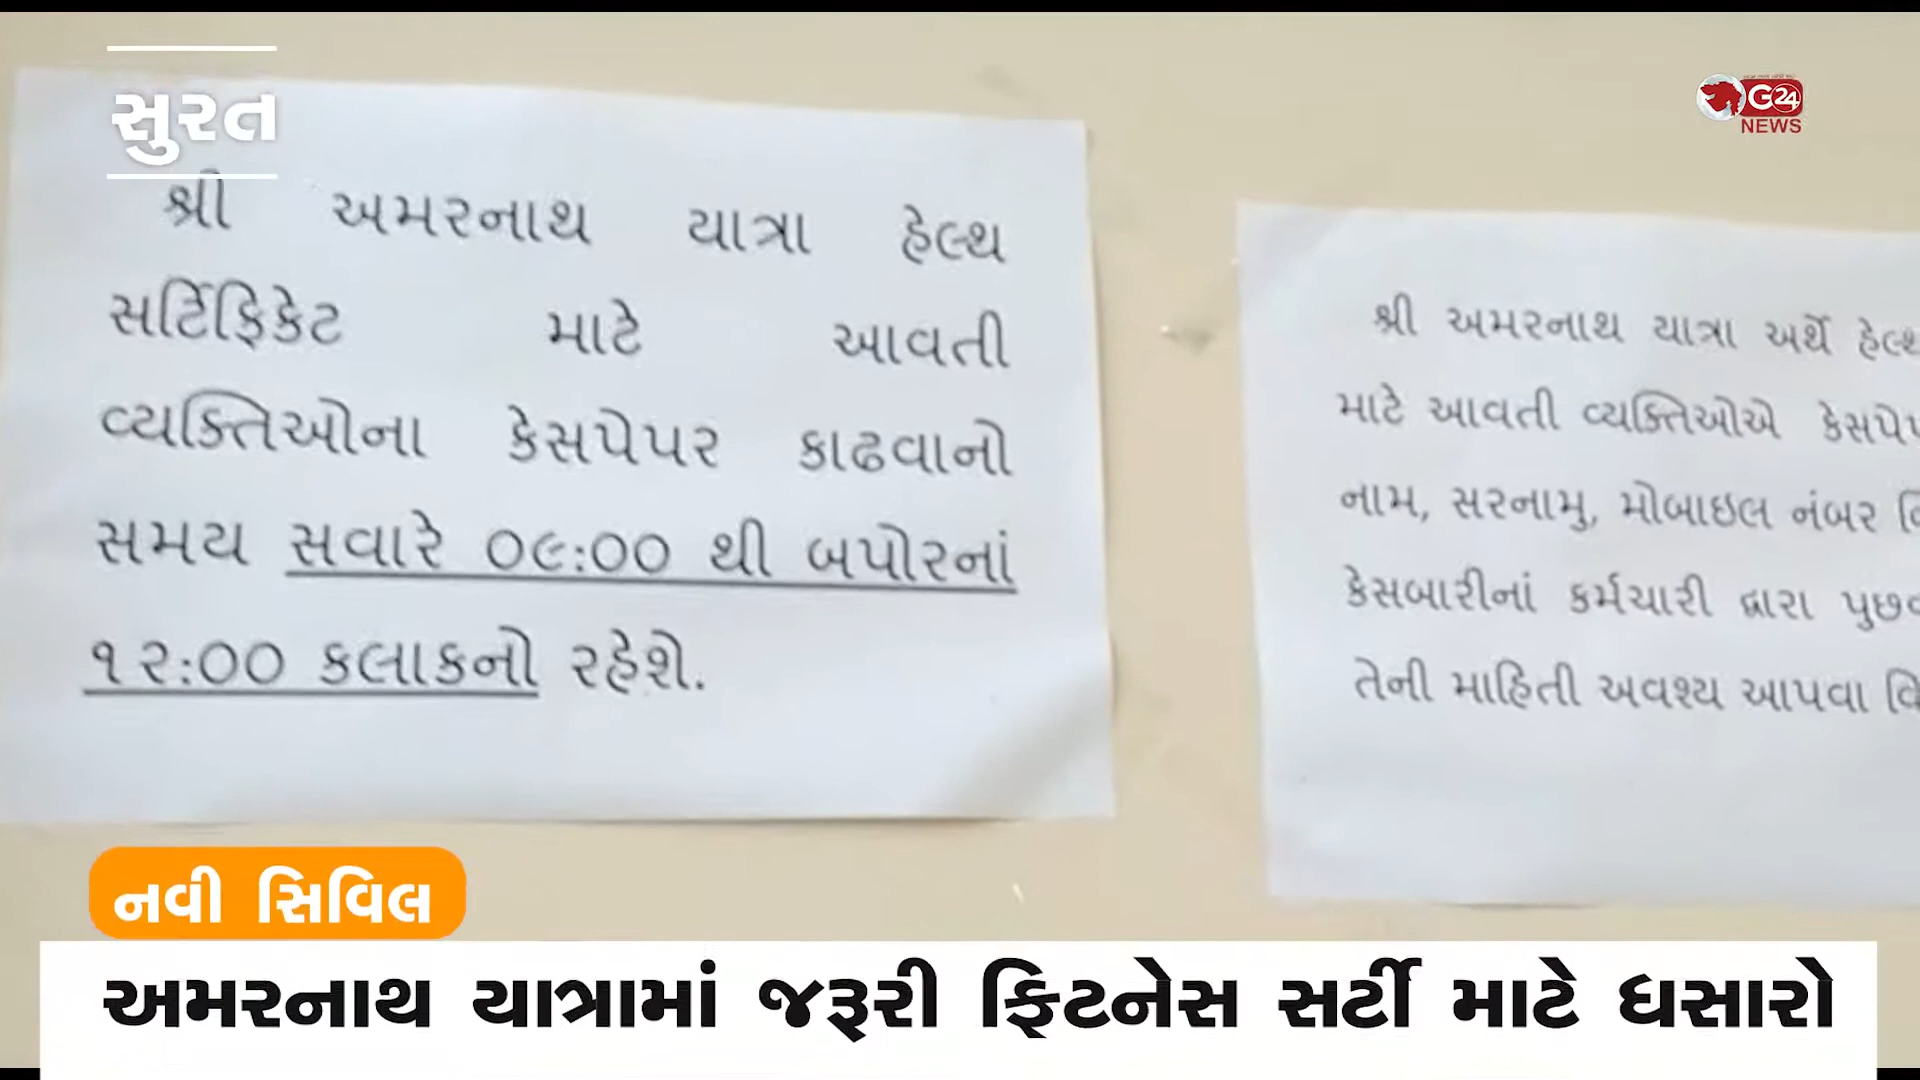 સુરત
G24
NEWS
શ્રી અમરનાથ યાત્રા હેલ્થ
સર્ટિફિકેટ માટે આવતી
વ્યક્તિઓના કેસપેપર કાઢવાનો
સમય સવારે ૦૯:૦૦ થી બપોરનાં
૧૨:૦૦ કલાકનો રહેશે.
શ્રી અમરનાથ યાત્રા અર્થે
માટે આવતી વ્યક્તિઓએ
નામ, સરનામુ, મોબાઇલ નંબર
કેસબારીનાં કર્મચારી દ્વારા
તેની માહિતી અવશ્ય આપવા
નવી સિવિલ
અમરનાથ યાત્રામાં જરૂરી ફિટનેસ સર્ટી માટે ધસારો